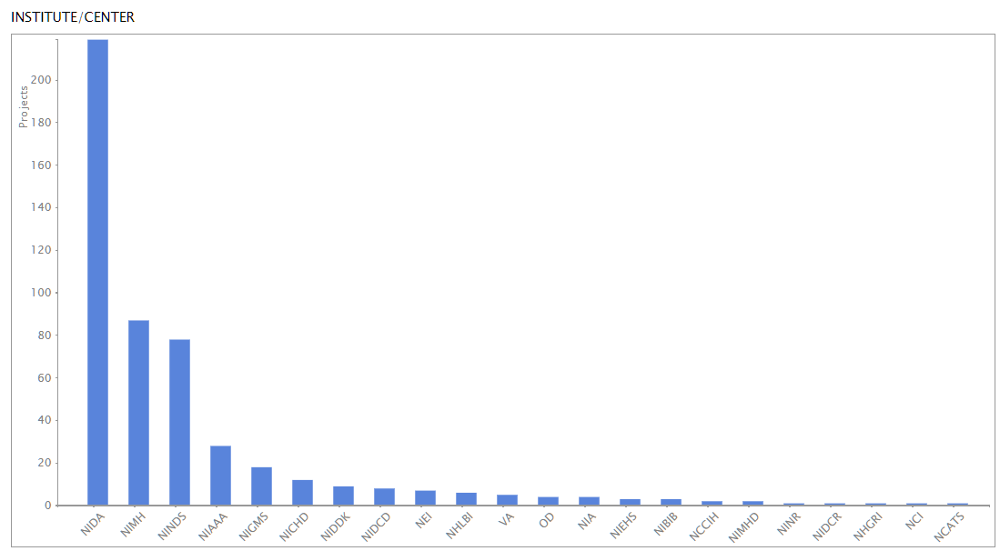 INSTITUTE/CENTER
Projects
200
180
160
140
120
100
80
60
40
20
0
NIDA
NIMH
NINDS
NIAAA
NIGMS
NICHD
NIDDK
NIDCD
NEI
NHLBI
VA
OD
NIA
NIEHS
NIBIB
NCCIH
NIMHD
NINR
NIDCR
NHGRI
NCI
NCATS